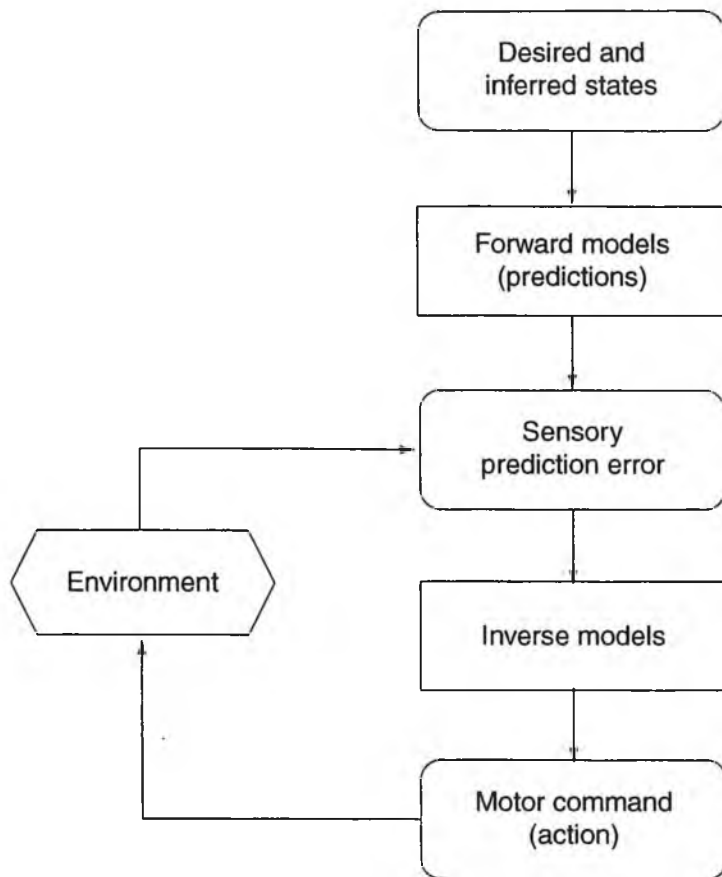 Desired and
inferred states
Forward models
(predictions)
Sensory
prediction error
Environment
Inverse models
Motor command
(action)